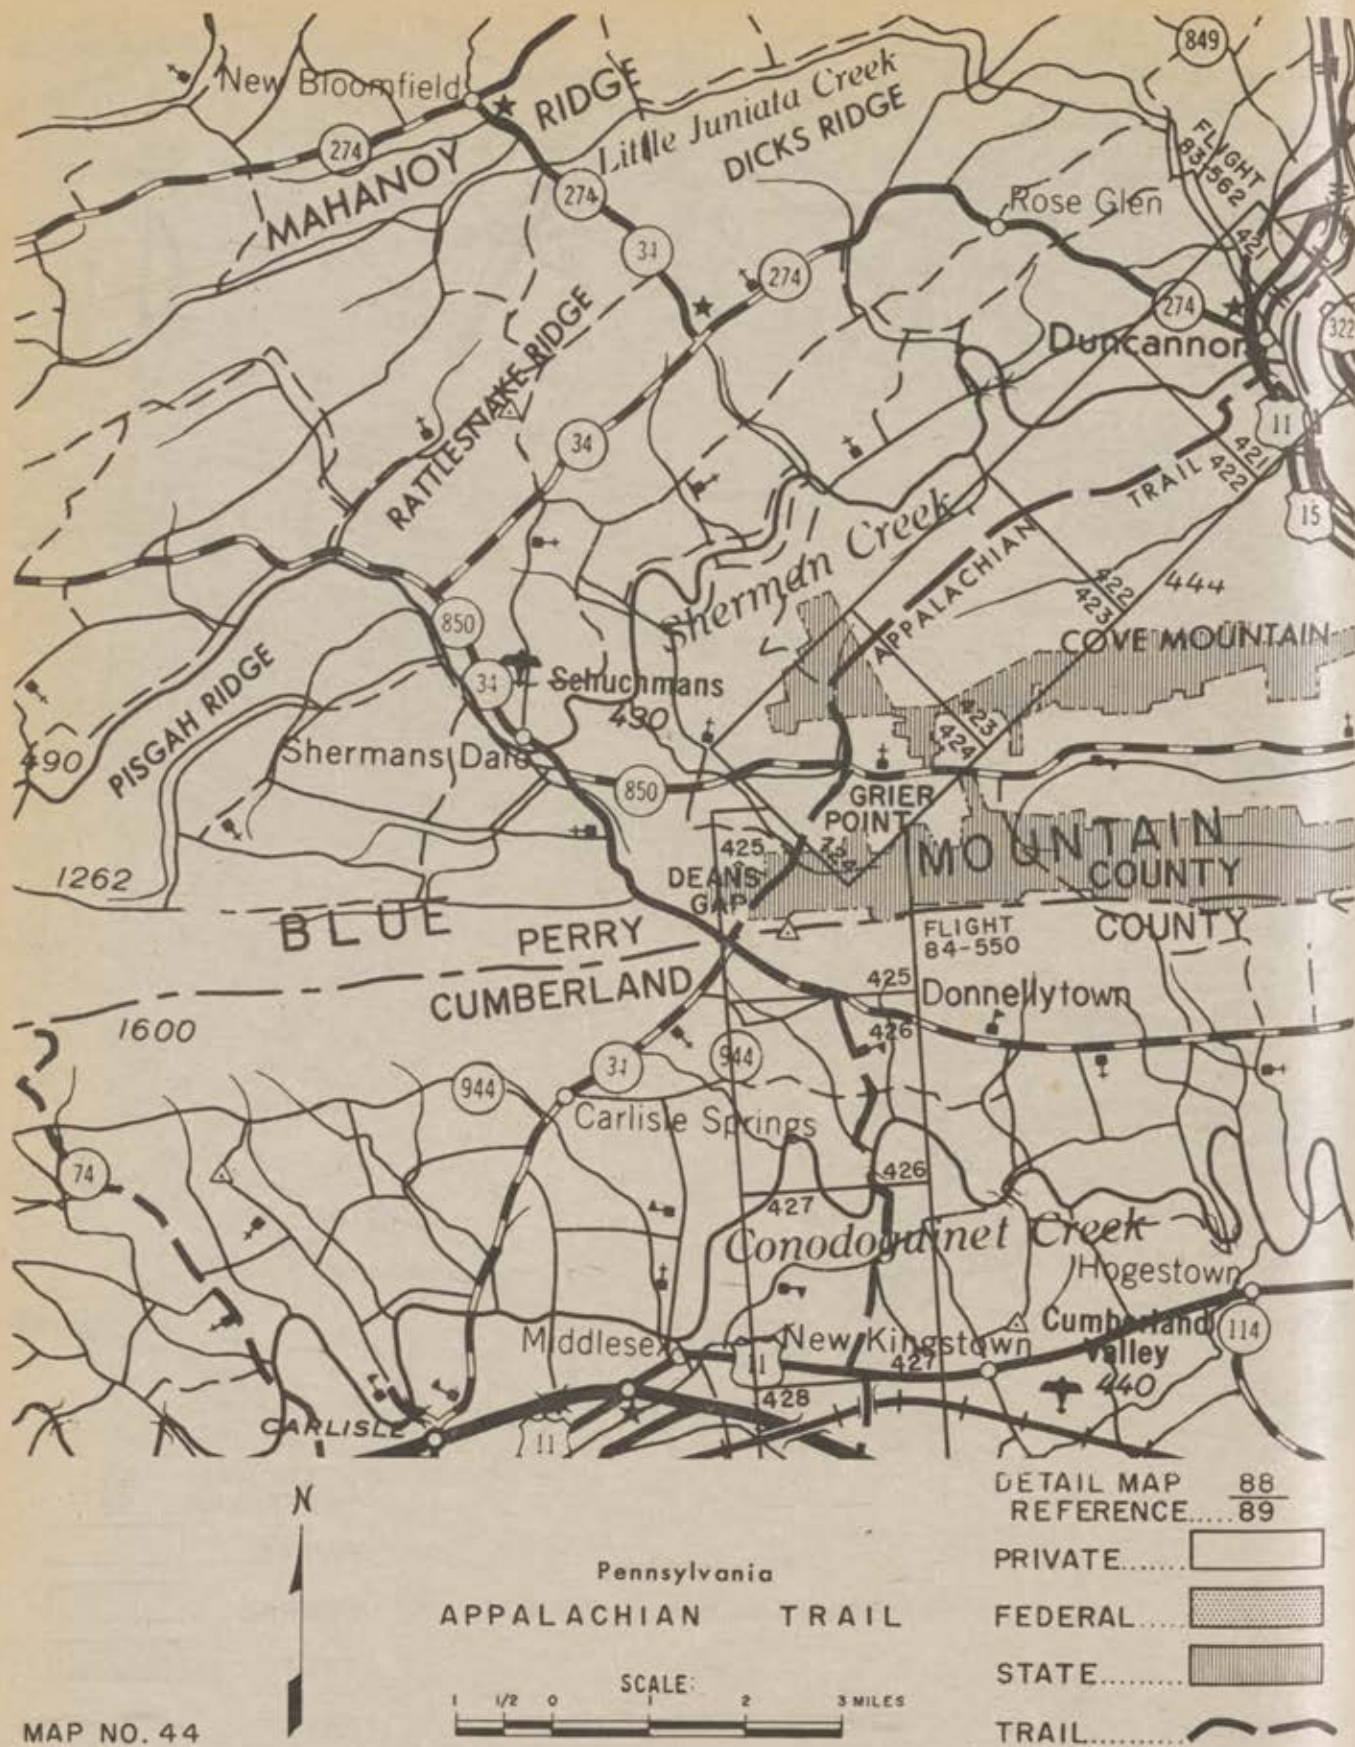 849
New Bloomfield
RIDGE
Little Juniata Creek
DICKS RIDGE
274
MAHANOY
FLIGHT
83-562
274
Rose Glen
421
34
274
274
322
RATTLESNAKE RIDGE
Duncannon
34
11
421
422
TRAIL
15
Sherman Creek
APPALACHIAN
422
423
444
850
COVE MOUNTAIN
PISGAH RIDGE
34
Schuchmans
430
423
424
490
Shermans Dale
850
GRIER
POINT
425
424
MOUNTAIN
1262
DEANS
GAP
COUNTY
BLUE
PERRY
FLIGHT
84-550
COUNTY
CUMBERLAND
425
Donnellytown
1600
426
944
34
944
Carlisle Springs
74
426
427
Conodoguinet Creek
Hogestown
Middlesex
11
New Kingstown
Cumberland
Valley
114
427
440
428
CARLISLE
11
N
DETAIL MAP 88
REFERENCE..... 89
PRIVATE.......
Pennsylvania
APPALACHIAN TRAIL
FEDERAL.....
SCALE:
STATE.........
1 1/2 0 1 2 3 MILES
MAP NO. 44
TRAIL.........